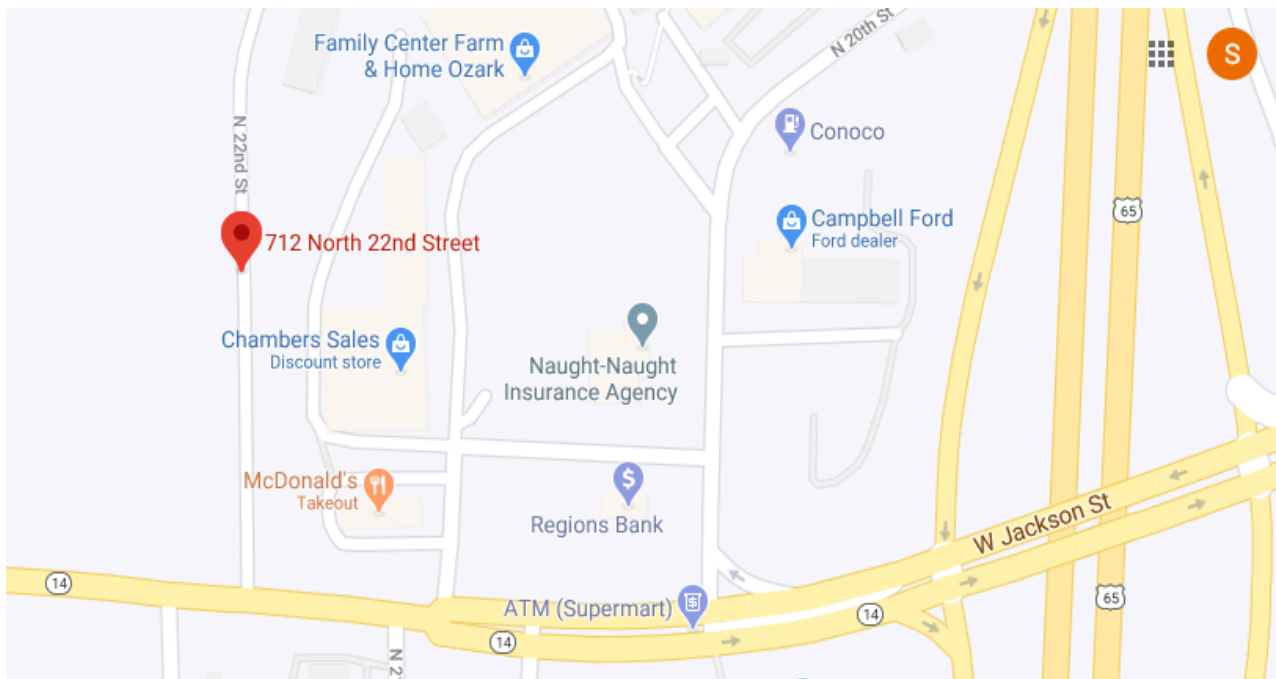 N 20th St
Family Center Farm
& Home Ozark
S
Conoco
N 22nd St
65
Campbell Ford
Ford dealer
712 North 22nd Street
Chambers Sales
Discount store
Naught-Naught
Insurance Agency
McDonald's
Takeout
Regions Bank
W Jackson St
14
65
ATM (Supermart)
14
14
N 2